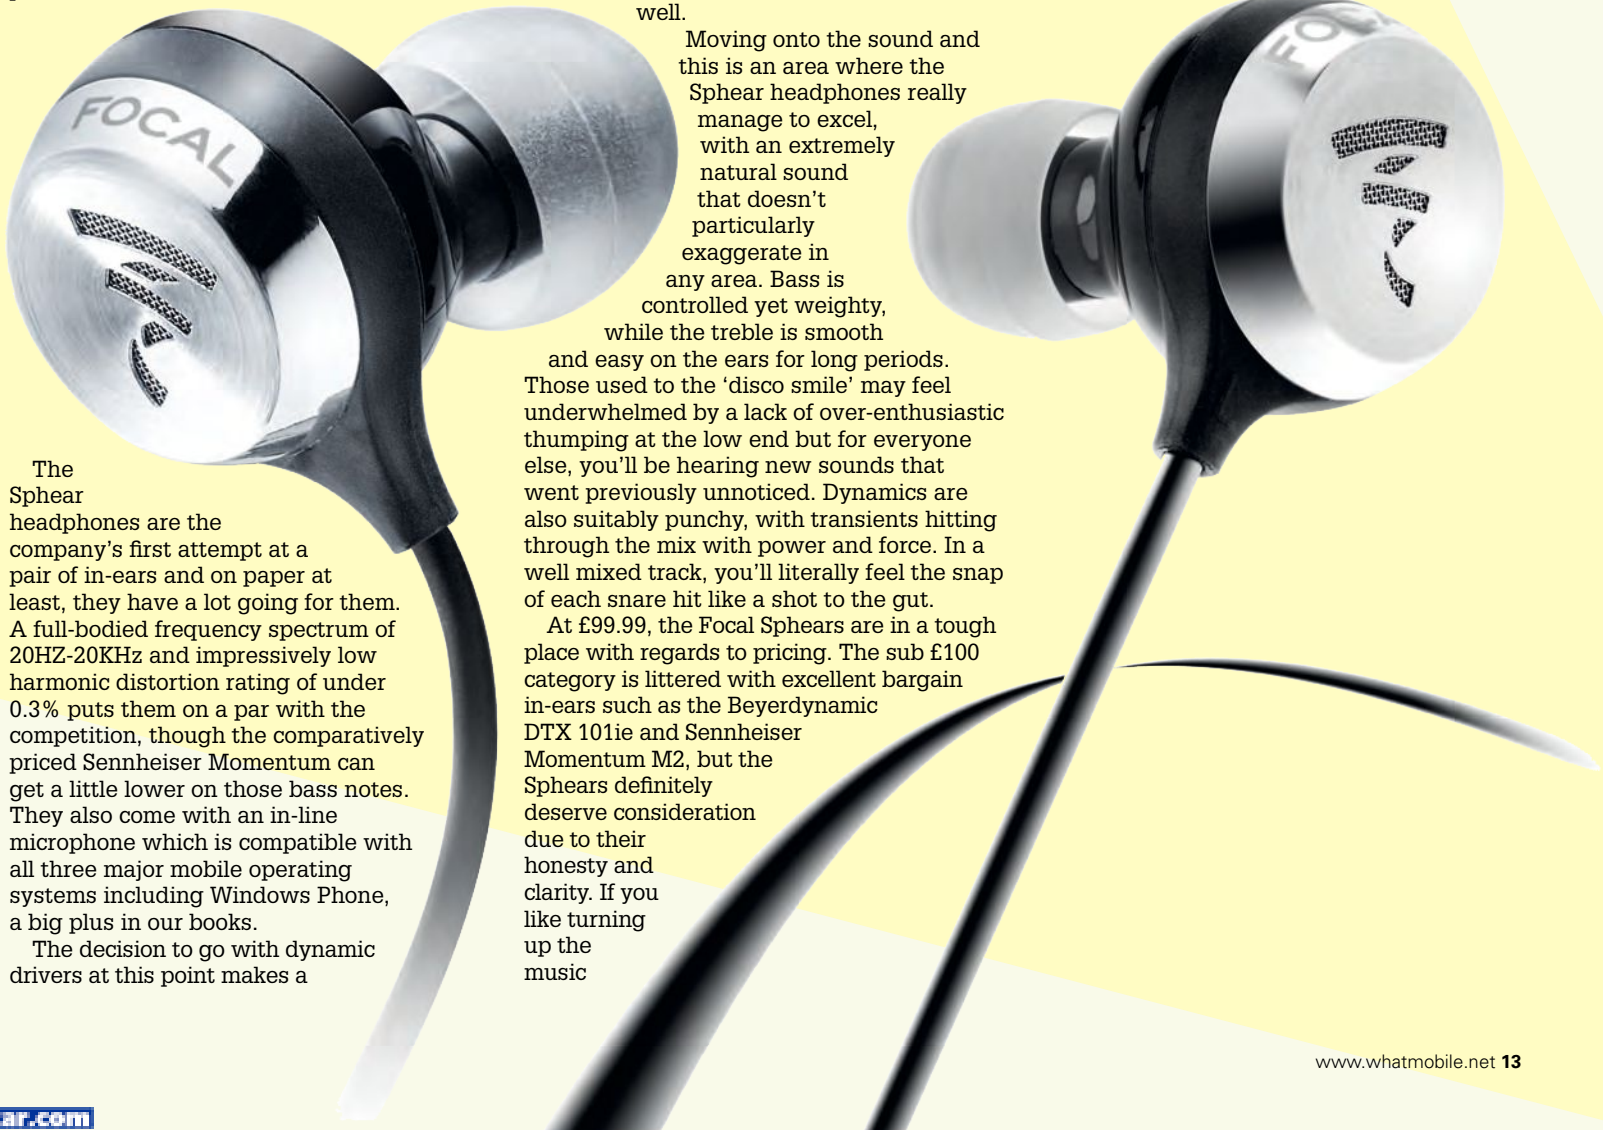 FOCAL
The
Sphear
headphones are the
company's first attempt at a
pair of in-ears and on paper at
least, they have a lot going for them.
A full-bodied frequency spectrum of
20HZ-20KHz and impressively low
harmonic distortion rating of under
0.3% puts them on a par with the
competition, though the comparatively
priced Sennheiser Momentum can
get a little lower on those bass notes.
They also come with an in-line
microphone which is compatible with
all three major mobile operating
systems including Windows Phone,
a big plus in our books.
The decision to go with dynamic
drivers at this point makes a
well.
Moving onto the sound and
this is an area where the
Sphear headphones really
manage to excel,
with an extremely
natural sound
that doesn't
particularly
exaggerate in
any area. Bass is
controlled yet weighty,
while the treble is smooth
and easy on the ears for long periods.
Those used to the ‘disco smile’ may feel
underwhelmed by a lack of over-enthusiastic
thumping at the low end but for everyone
else, you'll be hearing new sounds that
went previously unnoticed. Dynamics are
also suitably punchy, with transients hitting
through the mix with power and force. In a
well mixed track, you'll literally feel the snap
of each snare hit like a shot to the gut.
At £99.99, the Focal Sphears are in a tough
place with regards to pricing. The sub £100
category is littered with excellent bargain
in-ears such as the Beyerdynamic
DTX 101ie and Sennheiser
Momentum M2, but the
Sphears definitely
deserve consideration
due to their
honesty and
clarity. If you
like turning
up the
music
FOC
www.whatmobile.net 13
ar.com